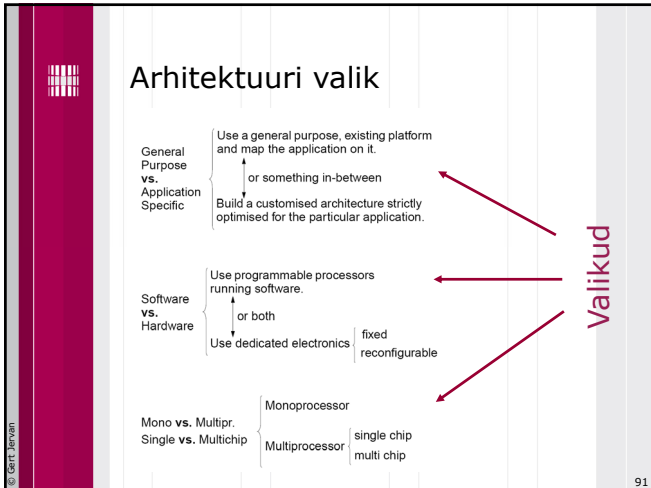 Arhitektuuri valik
General
Purpose
vs.
Application
Specific
Use a general purpose, existing platform
and map the application on it.
or something in-between
Build a customised architecture strictly
optimised for the particular application.
Software
vs.
Hardware
Use programmable processors
running software.
or both
Use dedicated electronics
fixed
reconfigurable
Mono vs. Multipr.
Single vs. Multichip
Monoprocessor
Multiprocessor
single chip
multi chip
Valikud
© Gert Jervan
91